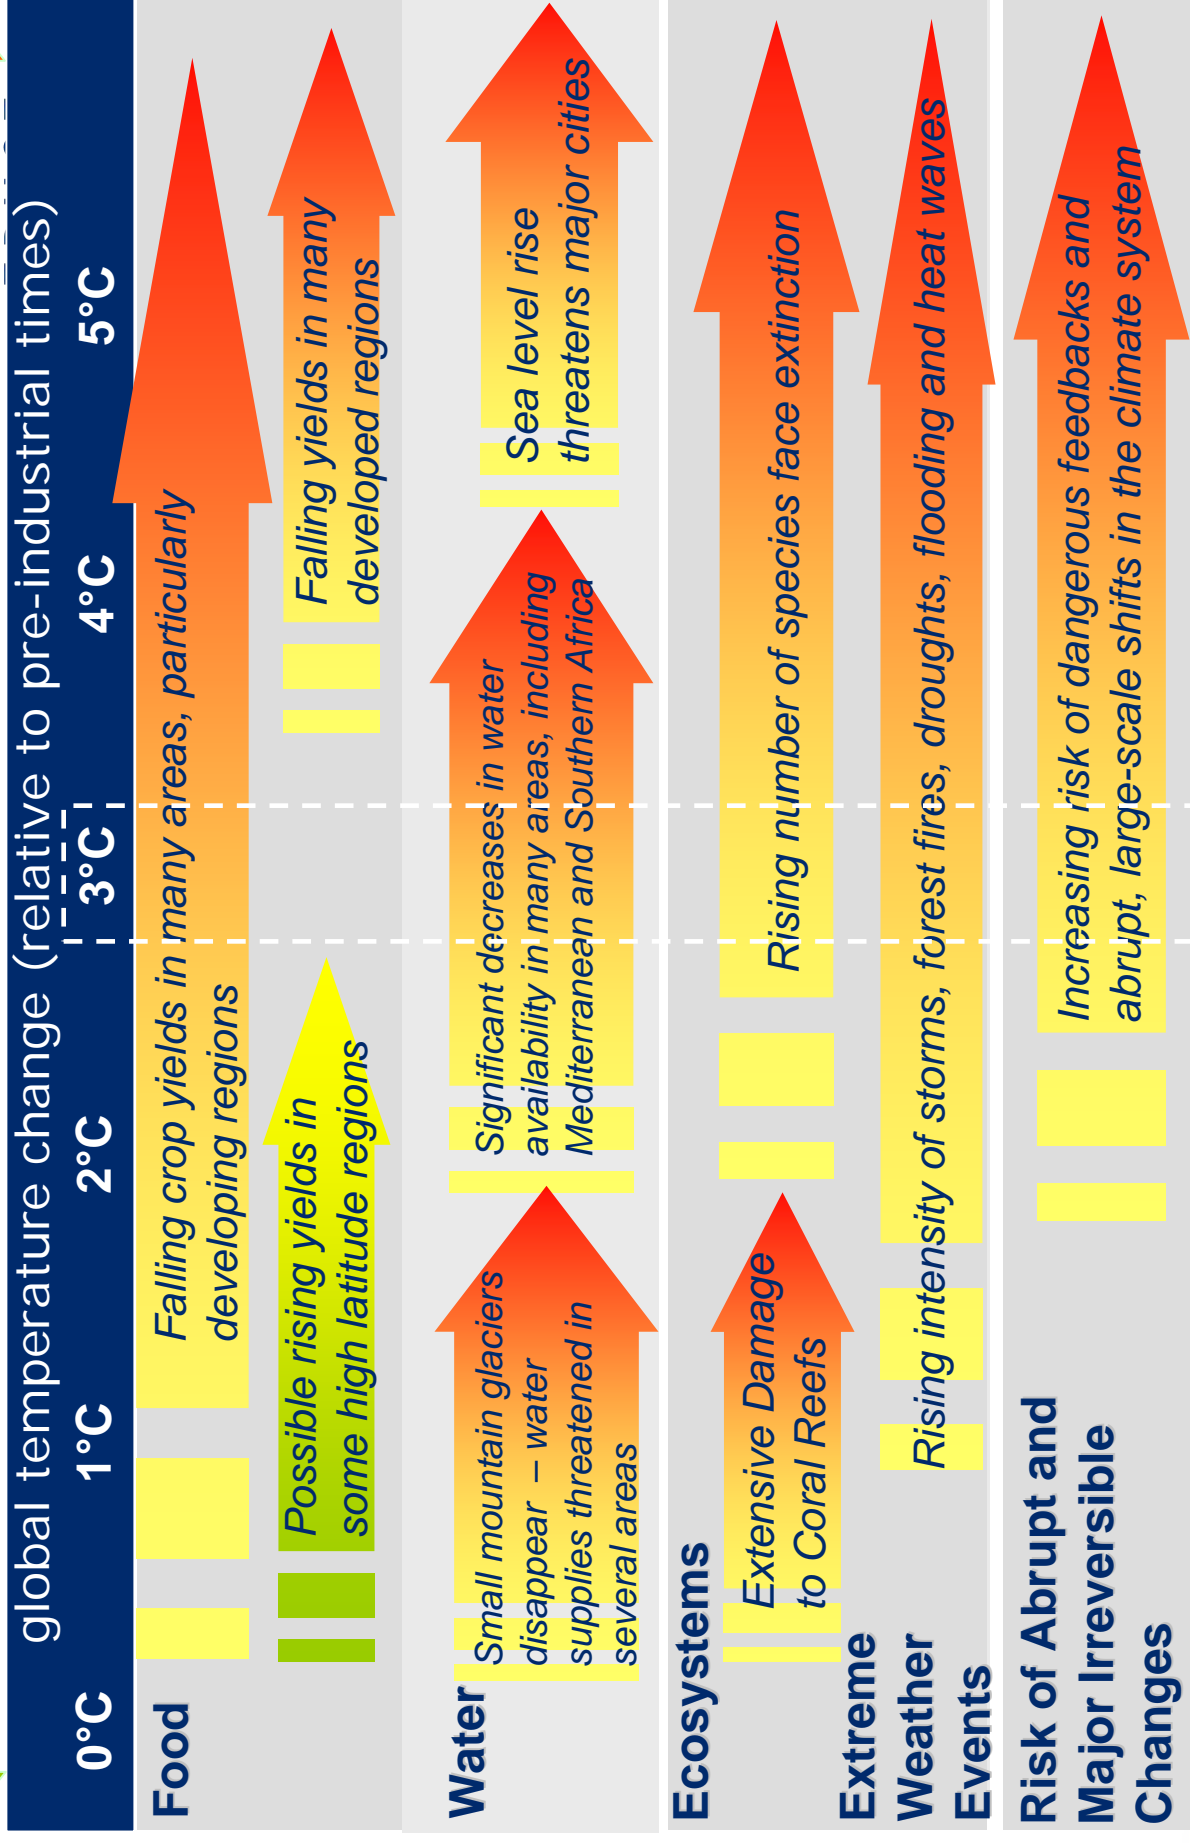 global temperature change (relative to pre-industrial times)
0°C 1°C 2°C 3°C 4°C 5°C
Food
Falling crop yields in many areas, particularly
developing regions
Possible rising yields in
some high latitude regions
Falling yields in many
developed regions
Water
Small mountain glaciers
disappear – water
supplies threatened in
several areas
Significant decreases in water
availability in many areas, including
Mediterranean and Southern Africa
Sea level rise
threatens major cities
Ecosystems
Extensive Damage
to Coral Reefs
Rising number of species face extinction
Extreme
Weather
Events
Rising intensity of storms, forest fires, droughts, flooding and heat waves
Risk of Abrupt and
Major Irreversible
Changes
Increasing risk of dangerous feedbacks and
abrupt, large-scale shifts in the climate system